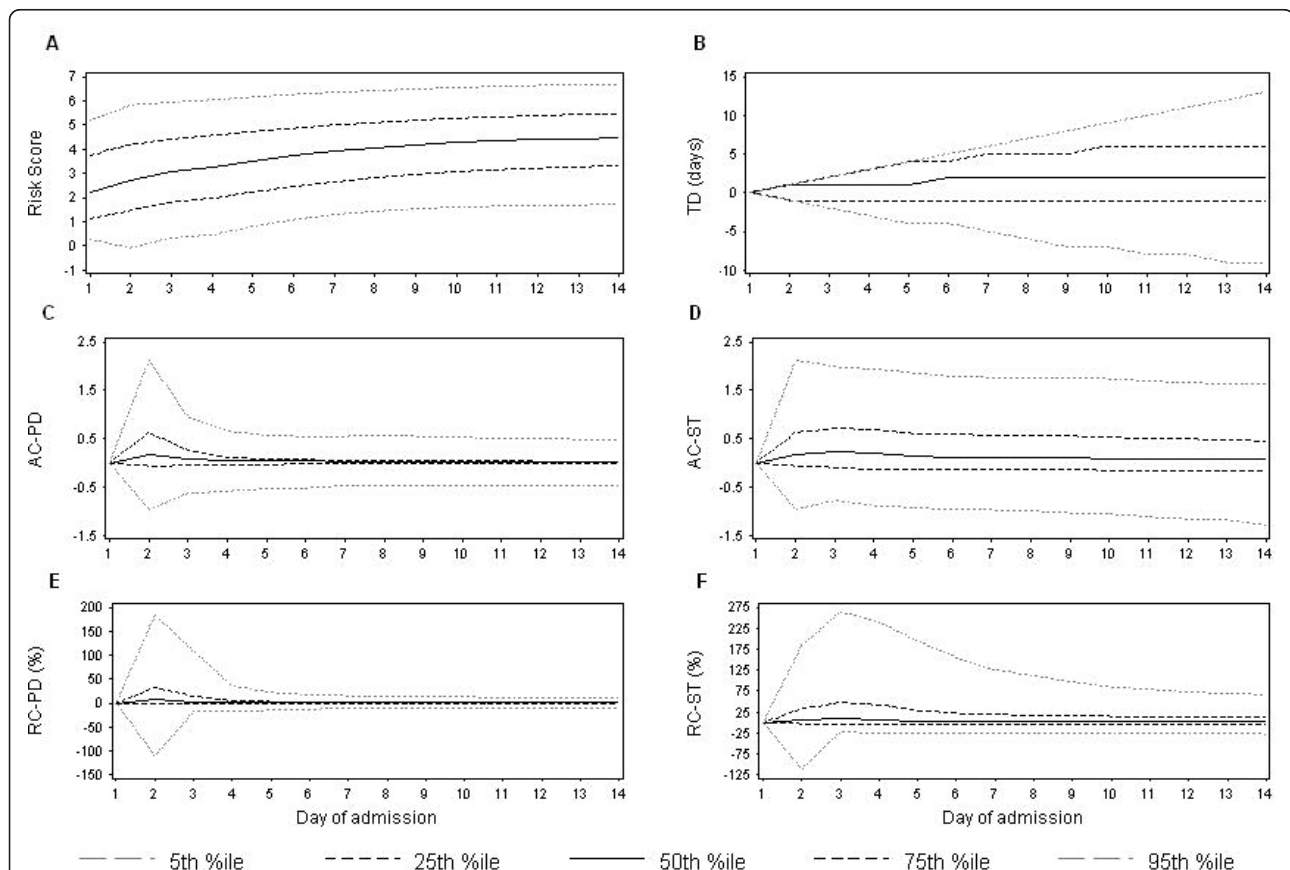 A
Risk Score
7
6
5
4
3
2
1
0
-1
1 2 3 4 5 6 7 8 9 10 11 12 13 14
B
TD (days)
15
10
5
0
-5
-10
1 2 3 4 5 6 7 8 9 10 11 12 13 14
C
AC-PD
2.5
1.5
0.5
-0.5
-1.5
1 2 3 4 5 6 7 8 9 10 11 12 13 14
D
AC-ST
2.5
1.5
0.5
-0.5
-1.5
1 2 3 4 5 6 7 8 9 10 11 12 13 14
E
RC-PD (%)
200
150
100
50
0
-50
-100
-150
1 2 3 4 5 6 7 8 9 10 11 12 13 14
Day of admission
F
RC-ST (%)
275
225
175
125
75
25
-25
-75
-125
1 2 3 4 5 6 7 8 9 10 11 12 13 14
Day of admission
5th %ile 25th %ile 50th %ile 75th %ile 95th %ile